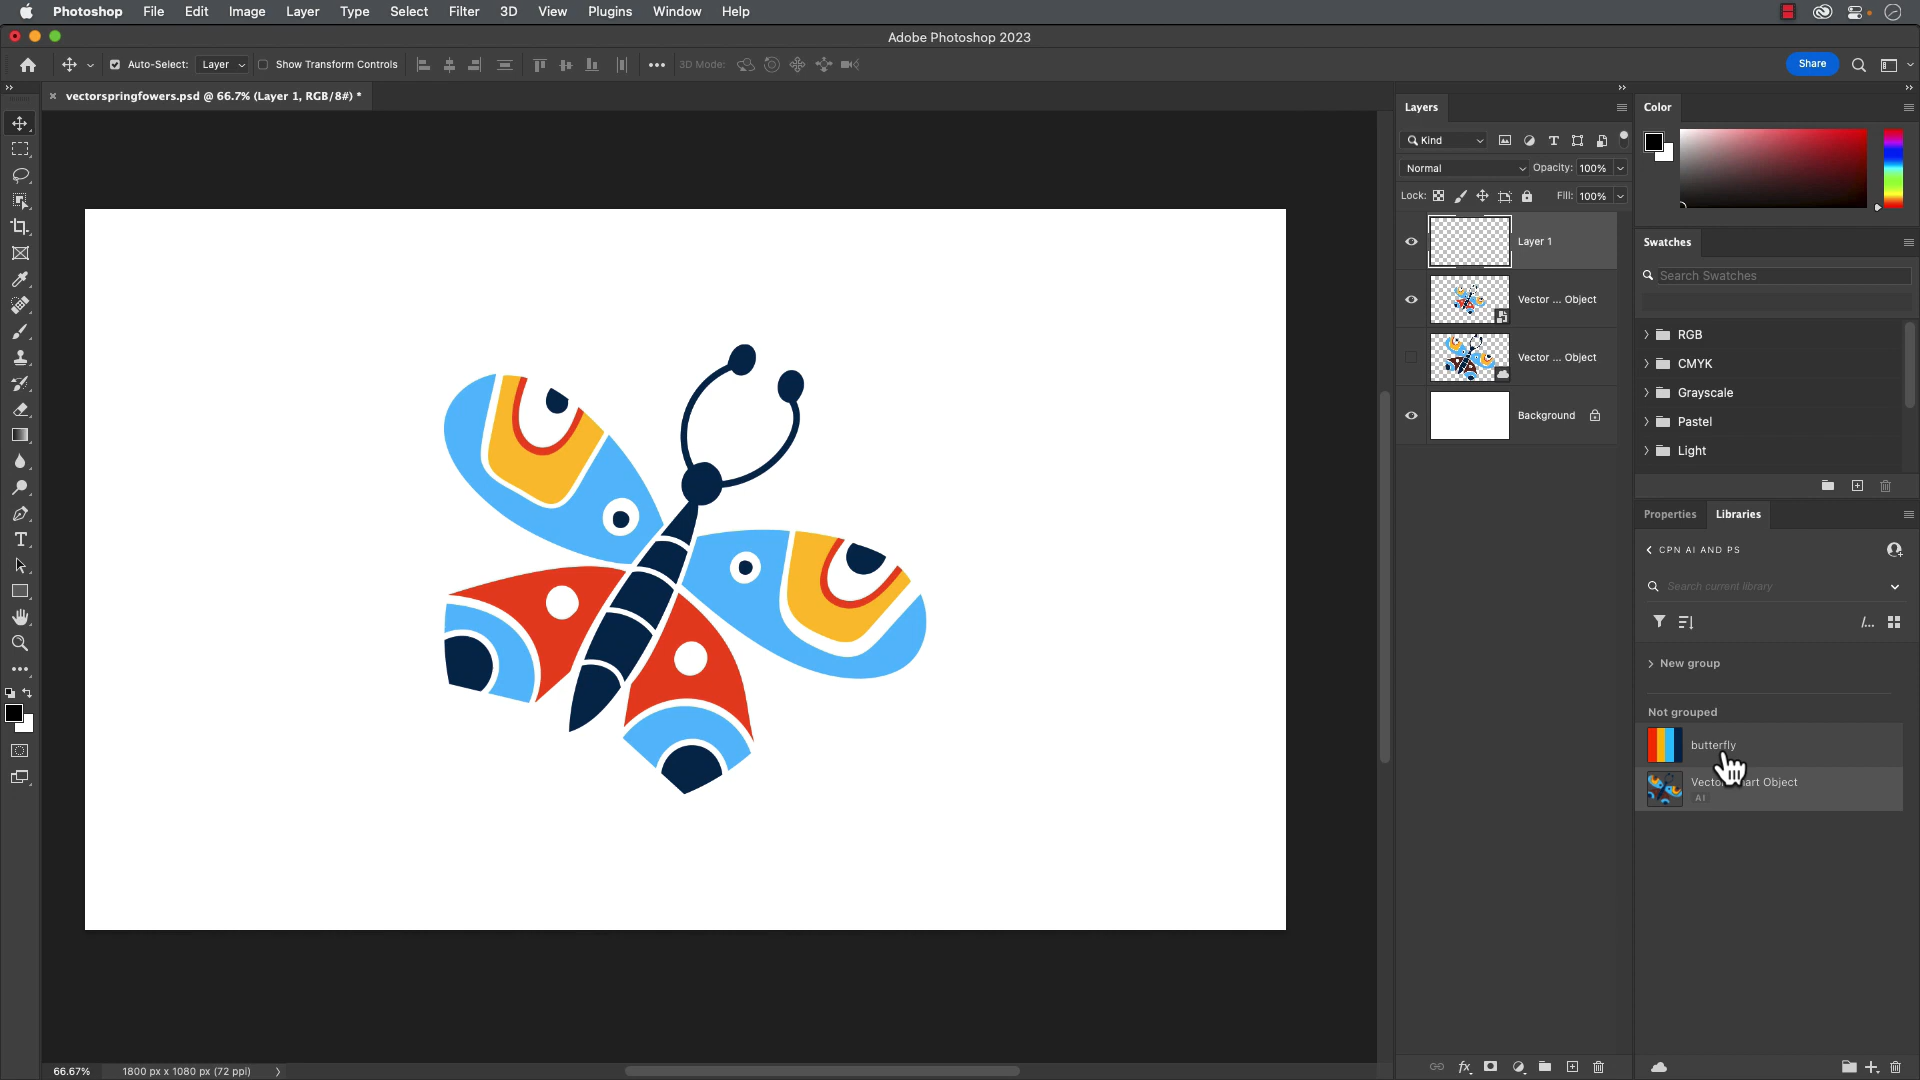 Photoshop File Edit Image Layer Type Select Filter 3D View Plugins Window Help
Adobe Photoshop 2023
Auto-Select: Layer Show Transform Controls 3D Mode: Share
vectorspringfowers.psd @ 66.7% (Layer 1, RGB/8#) *
Layers
Kind
Normal Opacity: 100%
Lock: Fill: 100%
Layer 1
Vector ... Object
Vector ... Object
Background
Color
Swatches
Search Swatches
RGB
CMYK
Grayscale
Pastel
Light
Properties Libraries
CPN AI AND PS
Search current library
New group
Not grouped
butterfly
Object
AI
66.67% 1800 px x 1080 px (72 ppi)